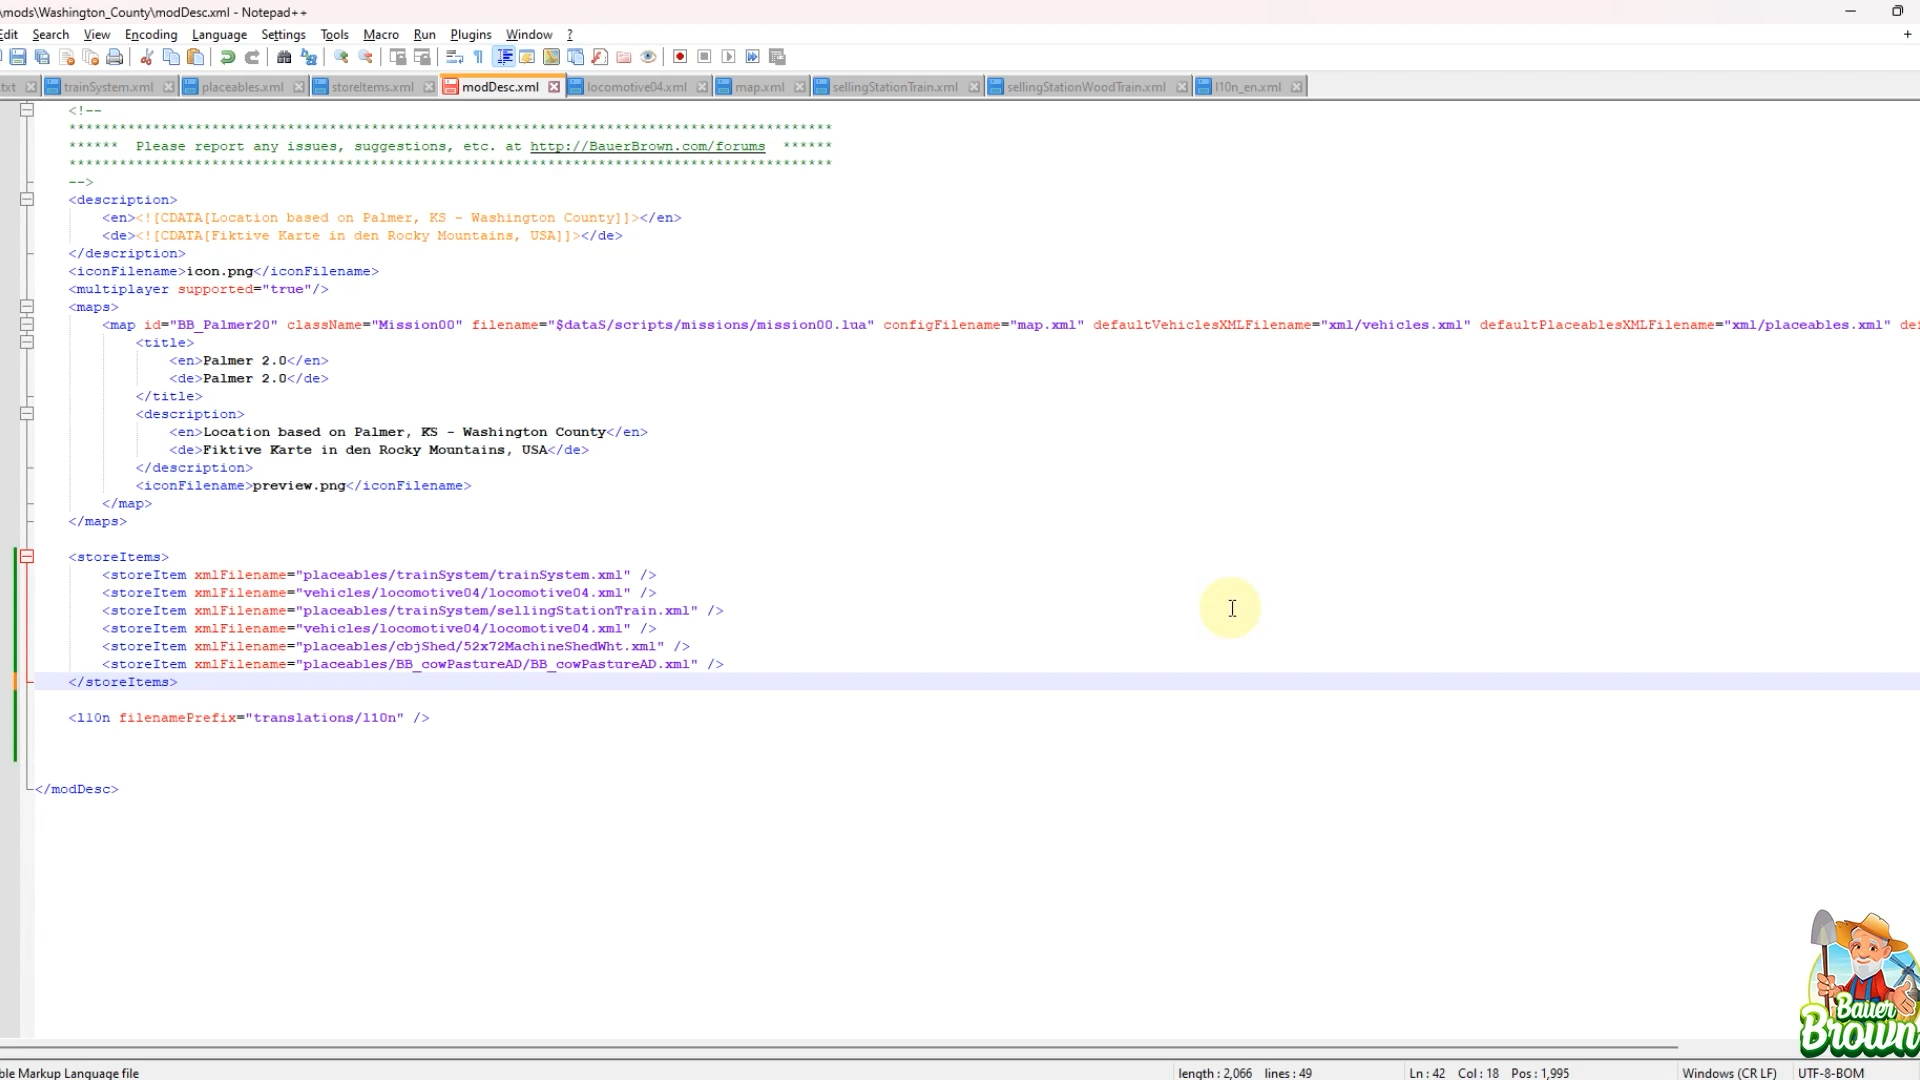 \mods\Washington_County\modDesc.xml - Notepad++
Edit Search View Encoding Language Settings Tools Macro Run Plugins Window ? +
txt trainSystem.xml placeables.xml storeItems.xml modDesc.xml locomotive04.xml map.xml sellingStationTrain.xml sellingStationWoodTrain.xml l10n_en.xml
<!--
*******************************************************************************************
****** Please report any issues, suggestions, etc. at http://BauerBrown.com/forums ******
*******************************************************************************************
-->
<description>
<en><![CDATA[Location based on Palmer, KS - Washington County]]></en>
<de><![CDATA[Fiktive Karte in den Rocky Mountains, USA]]></de>
</description>
<iconFilename>icon.png</iconFilename>
<multiplayer supported="true"/>
<maps>
<map id="BB_Palmer20" className="Mission00" filename="$dataS/scripts/missions/mission00.lua" configFilename="map.xml" defaultVehiclesXMLFilename="xml/vehicles.xml" defaultPlaceablesXMLFilename="xml/placeables.xml" def
<title>
<en>Palmer 2.0</en>
<de>Palmer 2.0</de>
</title>
<description>
<en>Location based on Palmer, KS - Washington County</en>
<de>Fiktive Karte in den Rocky Mountains, USA</de>
</description>
<iconFilename>preview.png</iconFilename>
</map>
</maps>
<storeItems>
<storeItem xmlFilename="placeables/trainSystem/trainSystem.xml" />
<storeItem xmlFilename="vehicles/locomotive04/locomotive04.xml" />
<storeItem xmlFilename="placeables/trainSystem/sellingStationTrain.xml" />
<storeItem xmlFilename="vehicles/locomotive04/locomotive04.xml" />
<storeItem xmlFilename="placeables/cbjShed/52x72MachineShedWht.xml" />
<storeItem xmlFilename="placeables/BB_cowPastureAD/BB_cowPastureAD.xml" />
</storeItems>
<l10n filenamePrefix="translations/l10n" />
</modDesc>
Bauer
Brown
ble Markup Language file length : 2,066 lines : 49 Ln : 42 Col : 18 Pos : 1,995 Windows (CR LF) UTF-8-BOM